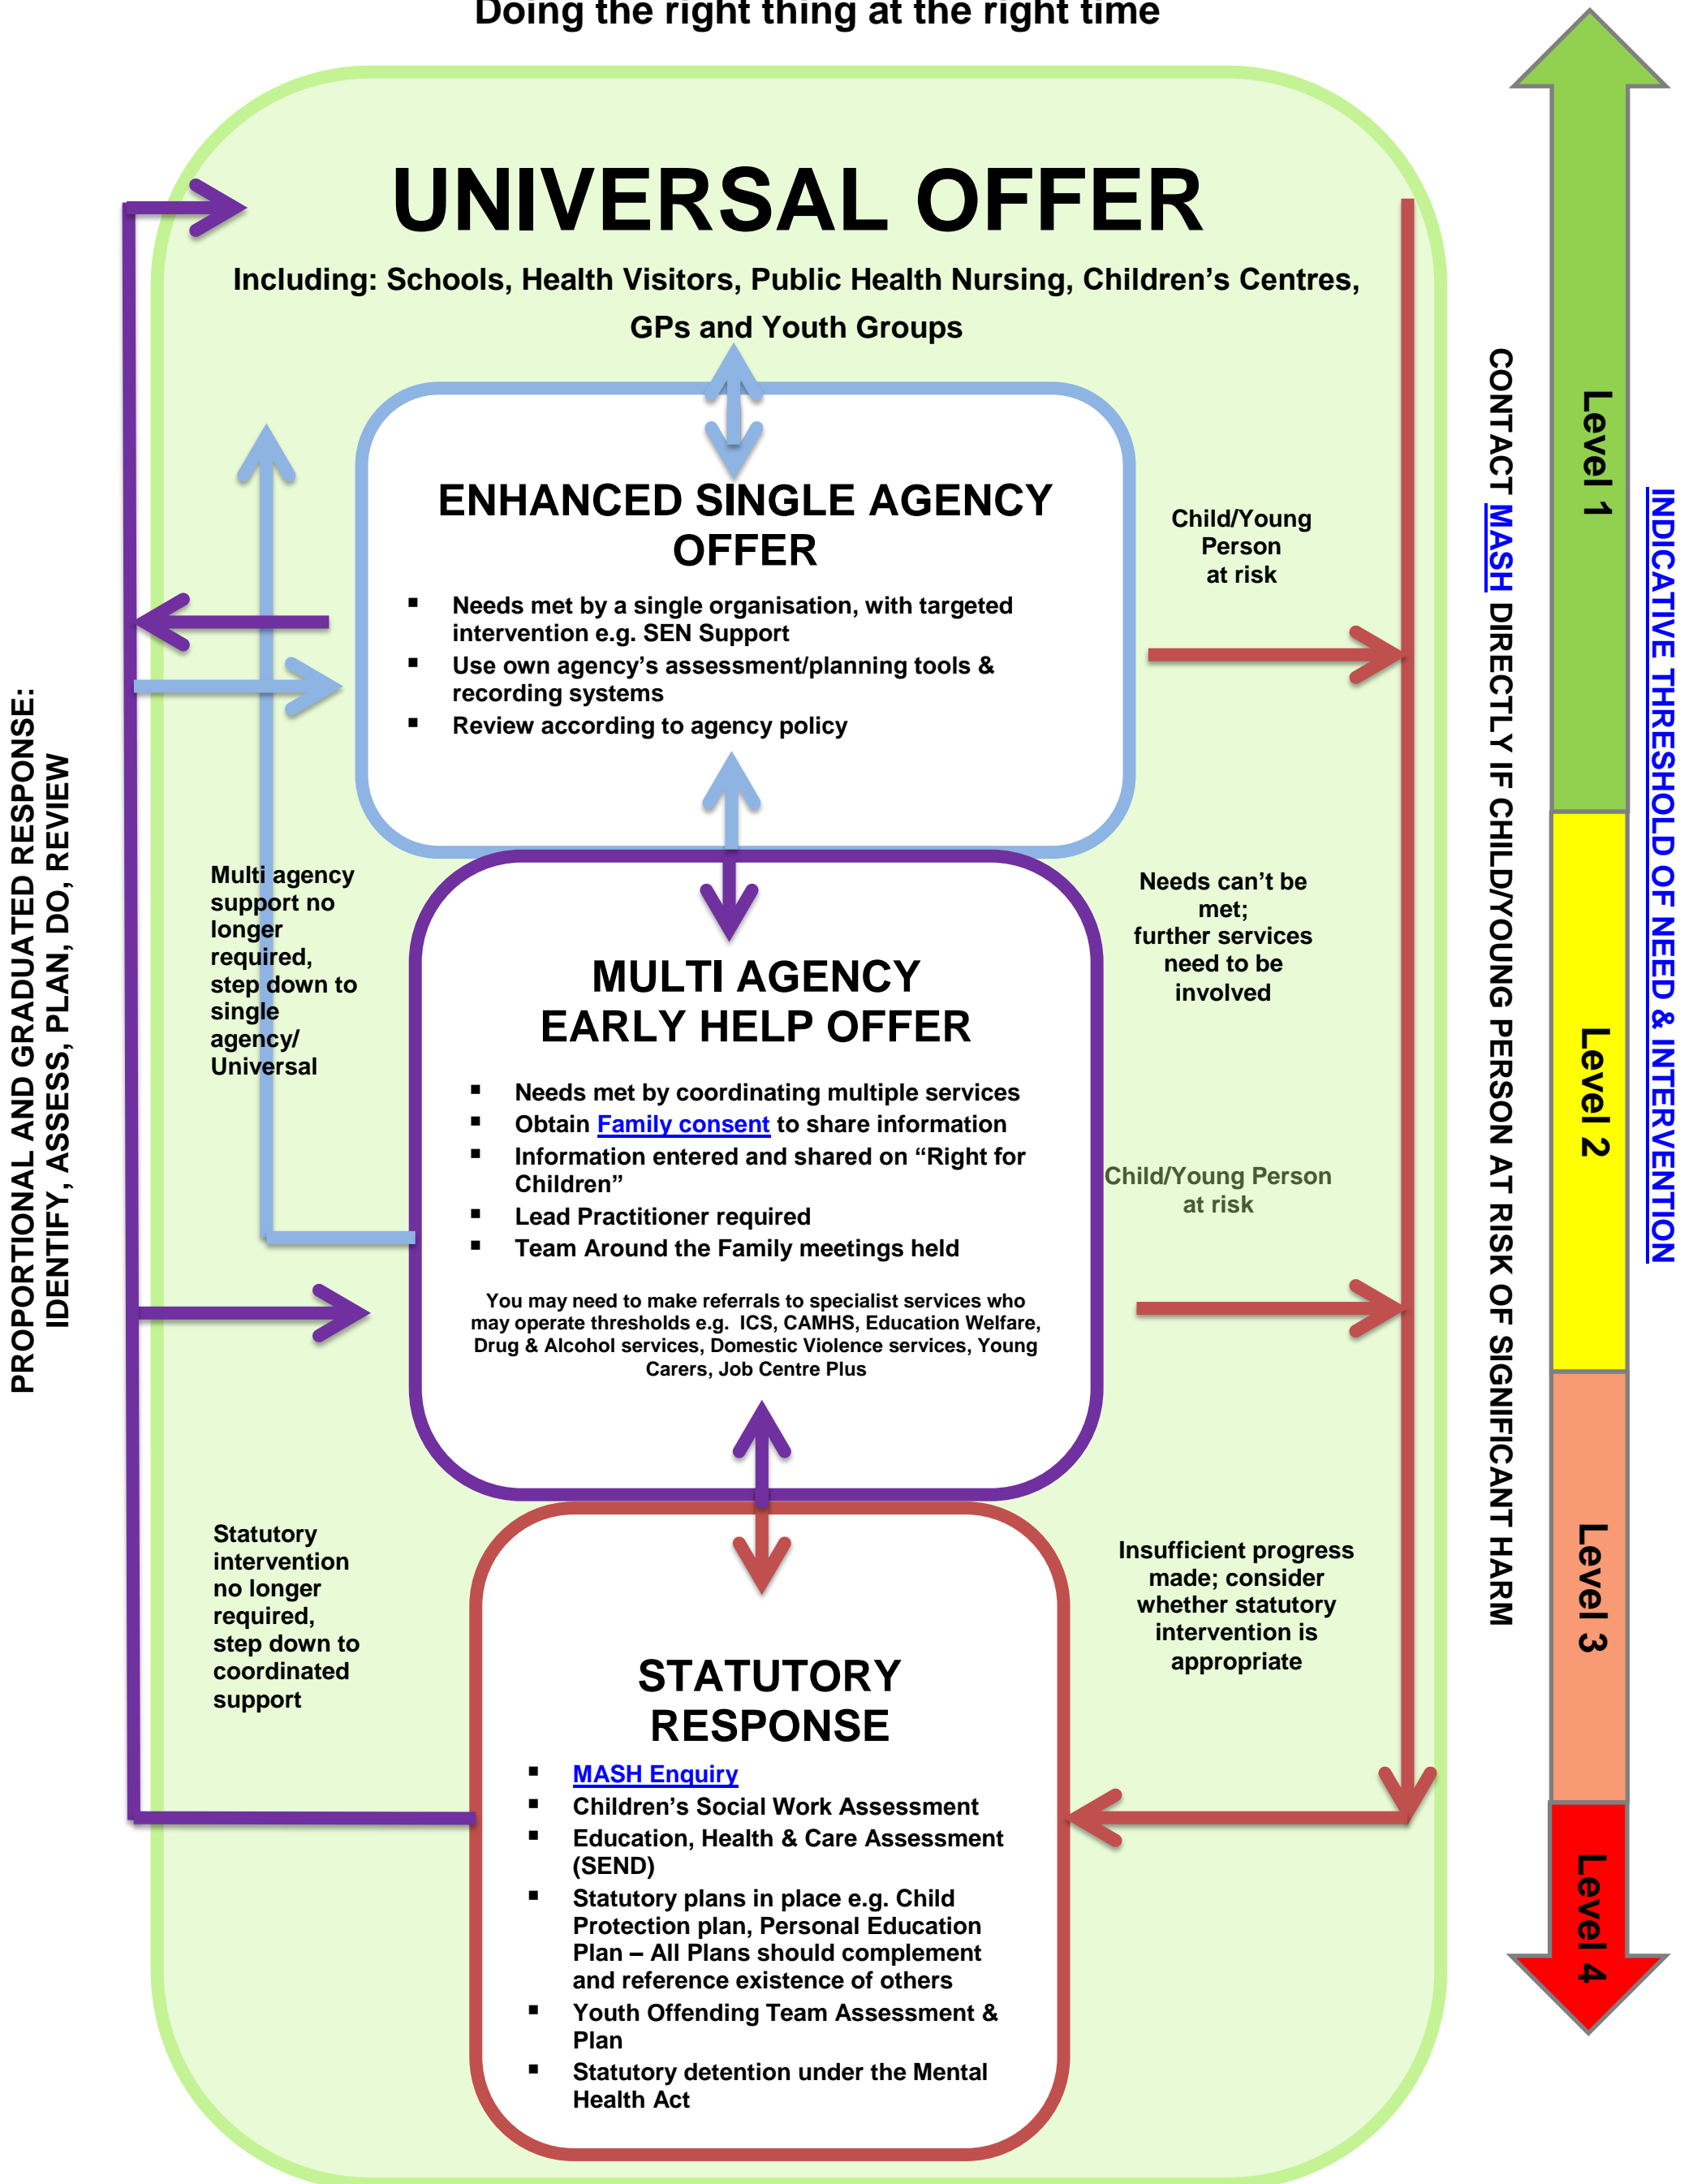 Doing the right thing at the right time
UNIVERSAL OFFER
Including: Schools, Health Visitors, Public Health Nursing, Children’s Centres,
GPs and Youth Groups
ENHANCED SINGLE AGENCY
OFFER
▪ Needs met by a single organisation, with targeted
intervention e.g. SEN Support
▪ Use own agency’s assessment/planning tools &
recording systems
▪ Review according to agency policy
Child/Young
Person
at risk
PROPORTIONAL AND GRADUATED RESPONSE:
IDENTIFY, ASSESS, PLAN, DO, REVIEW
Multi agency
support no
longer
required,
step down to
single
agency/
Universal
MULTI AGENCY
EARLY HELP OFFER
▪ Needs met by coordinating multiple services
▪ Obtain Family consent to share information
▪ Information entered and shared on “Right for
Children”
▪ Lead Practitioner required
▪ Team Around the Family meetings held
You may need to make referrals to specialist services who
may operate thresholds e.g.  ICS, CAMHS, Education Welfare,
Drug & Alcohol services, Domestic Violence services, Young
Carers, Job Centre Plus
Needs can’t be
met;
further services
need to be
involved
Child/Young Person
at risk
Statutory
intervention
no longer
required,
step down to
coordinated
support
STATUTORY
RESPONSE
▪ MASH Enquiry
▪ Children’s Social Work Assessment
▪ Education, Health & Care Assessment
(SEND)
▪ Statutory plans in place e.g. Child
Protection plan, Personal Education
Plan – All Plans should complement
and reference existence of others
▪ Youth Offending Team Assessment &
Plan
▪ Statutory detention under the Mental
Health Act
Insufficient progress
made; consider
whether statutory
intervention is
appropriate
CONTACT MASH DIRECTLY IF CHILD/YOUNG PERSON AT RISK OF SIGNIFICANT HARM
Level 1
Level 2
Level 3
Level 4
INDICATIVE THRESHOLD OF NEED & INTERVENTION